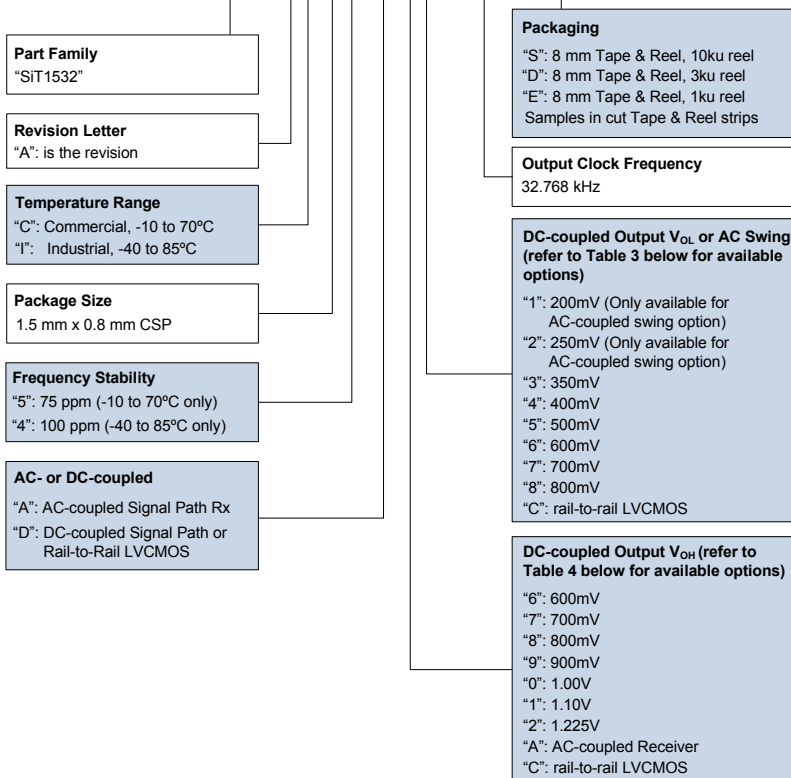 Part Family
“SiT1532”
Revision Letter
“A”: is the revision
Temperature Range
“C”: Commercial, -10 to 70ºC
“I”: Industrial, -40 to 85ºC
Package Size
1.5 mm x 0.8 mm CSP
Frequency Stability
“5”: 75 ppm (-10 to 70ºC only)
“4”: 100 ppm (-40 to 85ºC only)
AC- or DC-coupled
“A”: AC-coupled Signal Path Rx
“D”: DC-coupled Signal Path or
Rail-to-Rail LVCMOS
Packaging
“S”: 8 mm Tape & Reel, 10ku reel
“D”: 8 mm Tape & Reel, 3ku reel
“E”: 8 mm Tape & Reel, 1ku reel
Samples in cut Tape & Reel strips
Output Clock Frequency
32.768 kHz
DC-coupled Output VOL or AC Swing
(refer to Table 3 below for available
options)
“1”: 200mV (Only available for
AC-coupled swing option)
“2”: 250mV (Only available for
AC-coupled swing option)
“3”: 350mV
“4”: 400mV
“5”: 500mV
“6”: 600mV
“7”: 700mV
“8”: 800mV
“C”: rail-to-rail LVCMOS
DC-coupled Output VOH (refer to
Table 4 below for available options)
“6”: 600mV
“7”: 700mV
“8”: 800mV
“9”: 900mV
“0”: 1.00V
“1”: 1.10V
“2”: 1.225V
“A”: AC-coupled Receiver
“C”: rail-to-rail LVCMOS